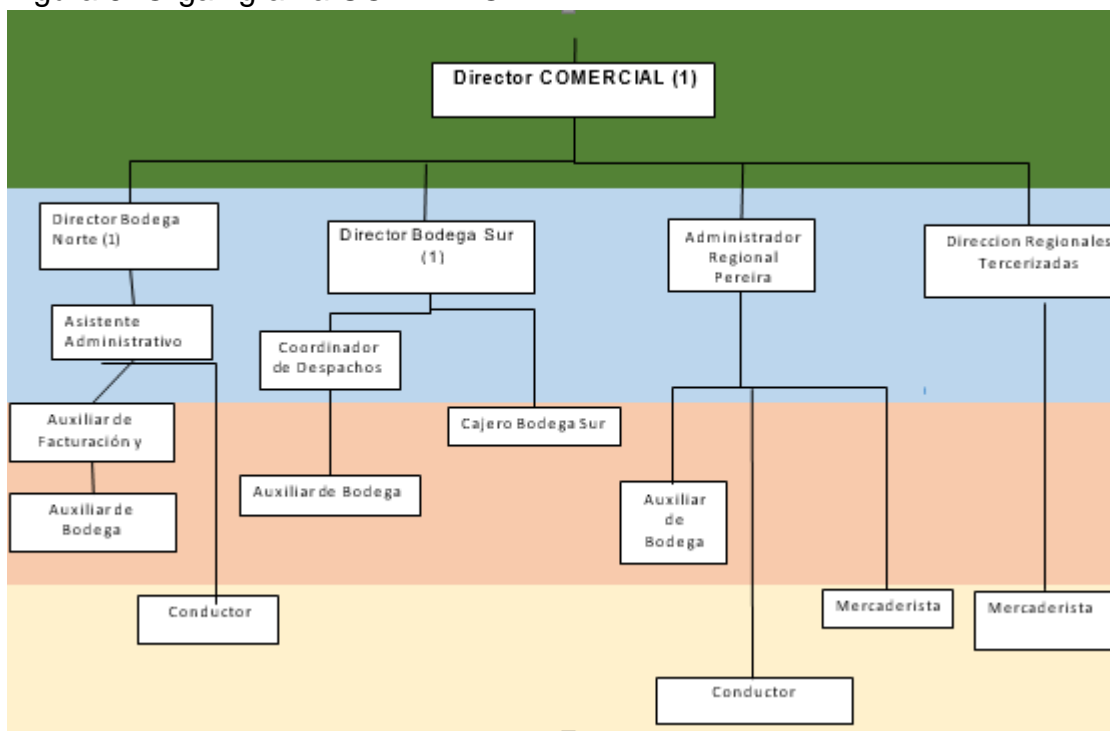 Director COMERCIAL (1)
Director Bodega
Norte (1)
Director Bodega Sur
(1)
Administrador
Regional
Pereira
Direccion Regionales
Tercerizadas
Asistente
Administrativo
Coordinador
de Despachos
Auxiliar de
Facturación y
Cajero Bodega Sur
Auxiliar de Bodega
Auxiliar de
Bodega
Auxiliar
de
Bodega
Conductor
Mercaderista
Mercaderista
Conductor